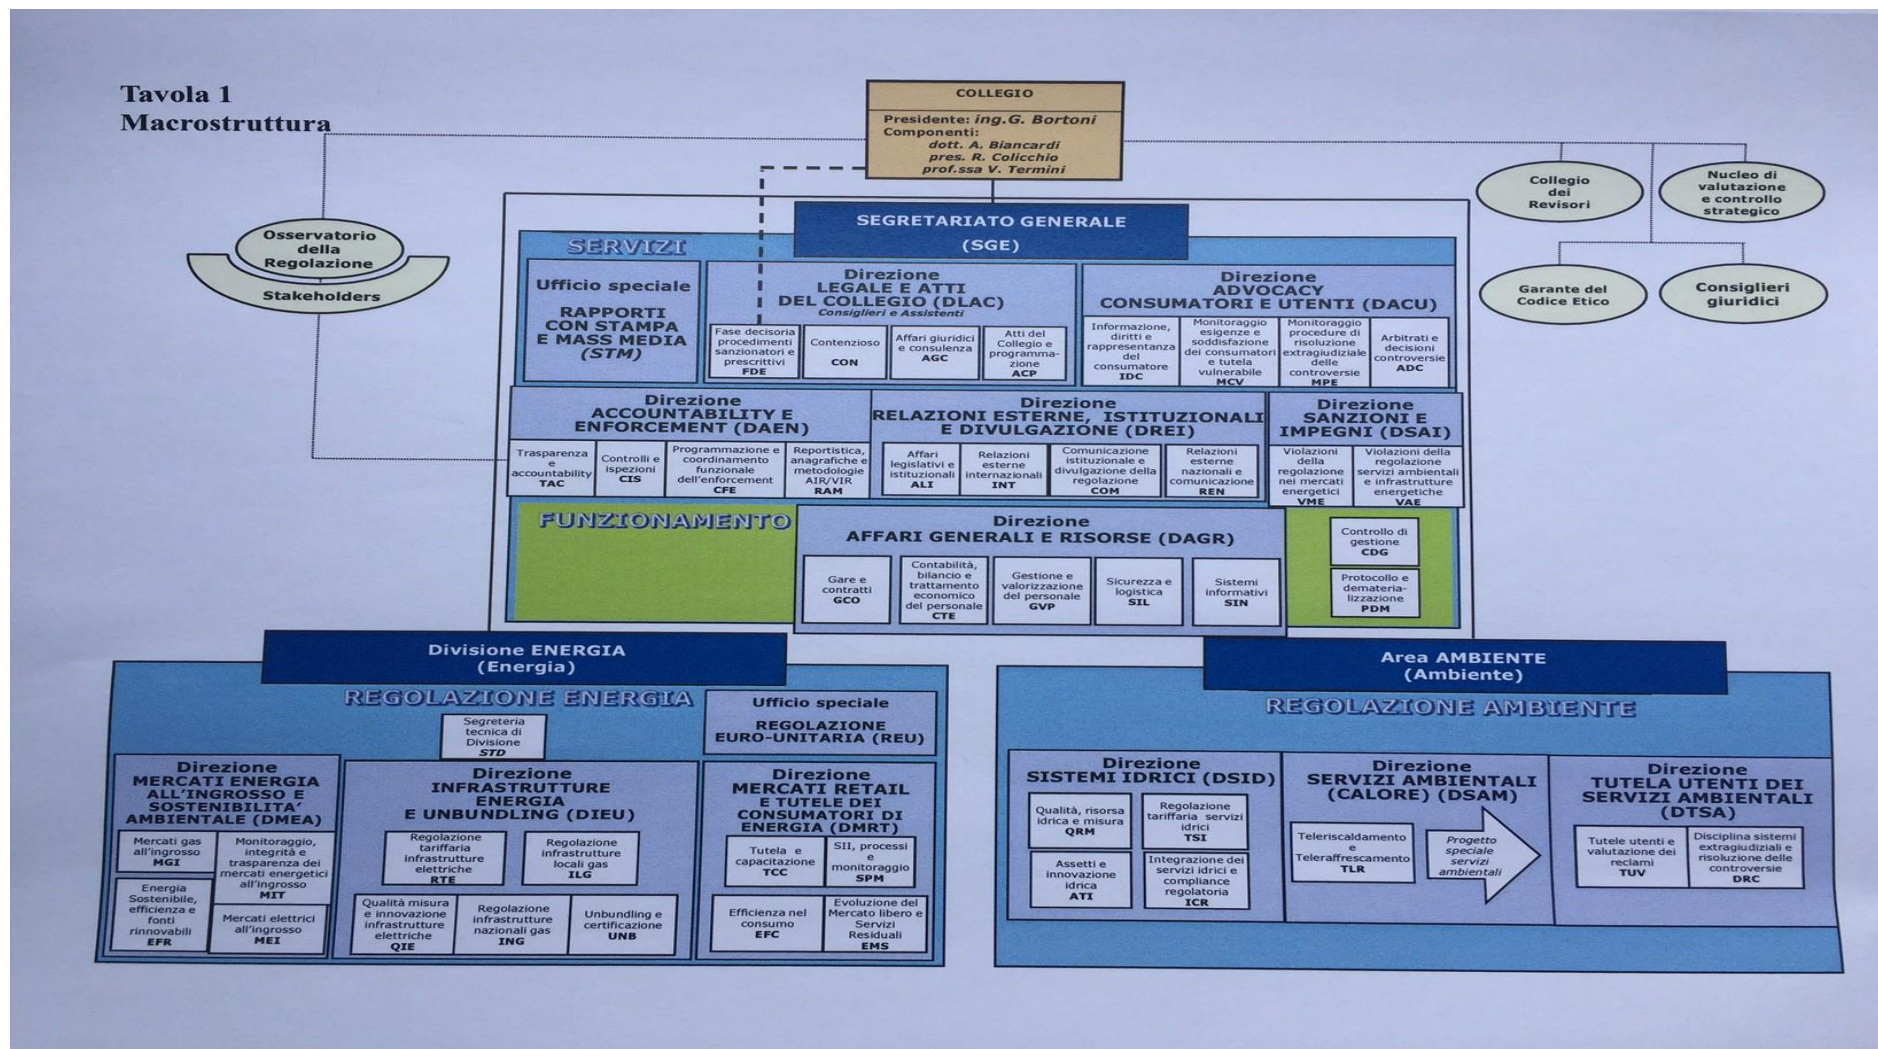 Tavola 1
Macrostruttura
COLLEGIO
Presidente: ing.G. Bortoni
Componenti:
dott. A. Biancardi
pres. R. Colicchio
prof.ssa V. Termini
Osservatorio
della
Regolazione
Stakeholders
Collegio
dei
Revisori
Nucleo di
valutazione
e controllo
strategico
Garante del
Codice Etico
Consiglieri
giuridici
SEGRETARIATO GENERALE
(SGE)
SERVIZI
Ufficio speciale
RAPPORTI
CON STAMPA
E MASS MEDIA
(STM)
Direzione
LEGALE E ATTI
DEL COLLEGIO (DLAC)
Consiglieri e Assistenti
Fase decisoria
procedimenti
sanzionatori e
prescrittivi
FDE
Contenzioso
CON
Affari giuridici
e consulenza
AGC
Atti del
Collegio e
programma-
zione
ACP
Direzione
ADVOCACY
CONSUMATORI E UTENTI (DACU)
Informazione,
diritti e
rappresentanza
del
consumatore
IDC
Monitoraggio
esigenze e
soddisfazione
dei consumatori
e tutela
vulnerabile
MCV
Monitoraggio
procedure di
risoluzione
extragiudiziale
delle
controversie
MPE
Arbitrati e
decisioni
controversie
ADC
Direzione
ACCOUNTABILITY E
ENFORCEMENT (DAEN)
Trasparenza
e
accountability
TAC
Controlli e
ispezioni
CIS
Programmazione e
coordinamento
funzionale
dell'enforcement
CFE
Reportistica,
anagrafiche e
metodologie
AIR/VIR
RAM
Direzione
RELAZIONI ESTERNE, ISTITUZIONALI
E DIVULGAZIONE (DREI)
Affari
legislativi e
istituzionali
ALI
Relazioni
esterne
internazionali
INT
Comunicazione
istituzionale e
divulgazione della
regolazione
COM
Relazioni
esterne
nazionali e
comunicazione
REN
Direzione
SANZIONI E
IMPEGNI (DSAI)
Violazioni
della
regolazione
nei mercati
energetici
VME
Violazioni della
regolazione
servizi ambientali
e infrastrutture
energetiche
VAE
FUNZIONAMENTO
Direzione
AFFARI GENERALI E RISORSE (DAGR)
Gare e
contratti
GCO
Contabilità,
bilancio e
trattamento
economico
del personale
CTE
Gestione e
valorizzazione
del personale
GVP
Sicurezza e
logistica
SIL
Sistemi
informativi
SIN
Controllo di
gestione
CDG
Protocollo e
demateria-
lizzazione
PDM
Divisione ENERGIA
(Energia)
REGOLAZIONE ENERGIA
Segreteria
tecnica di
Divisione
STD
Ufficio speciale
REGOLAZIONE
EURO-UNITARIA (REU)
Direzione
MERCATI ENERGIA
ALL'INGROSSO E
SOSTENIBILITA'
AMBIENTALE (DMEA)
Mercati gas
all'ingrosso
MGI
Monitoraggio,
integrità e
trasparenza dei
mercati energetici
all'ingrosso
MIT
Energia
Sostenibile,
efficienza e
fonti
rinnovabili
EFR
Mercati elettrici
all'ingrosso
MEI
Direzione
INFRASTRUTTURE
ENERGIA
E UNBUNDLING (DIEU)
Regolazione
tariffaria
infrastrutture
elettriche
RTE
Regolazione
infrastrutture
locali gas
ILG
Qualità misura
e innovazione
infrastrutture
elettriche
QIE
Regolazione
infrastrutture
nazionali gas
ING
Unbundling e
certificazione
UNB
Direzione
MERCATI RETAIL
E TUTELE DEI
CONSUMATORI DI
ENERGIA (DMRT)
Tutela e
capacitazione
TCC
SII, processi
e
monitoraggio
SPM
Efficienza nel
consumo
EFC
Evoluzione del
Mercato libero e
Servizi
Residuali
EMS
Area AMBIENTE
(Ambiente)
REGOLAZIONE AMBIENTE
Direzione
SISTEMI IDRICI (DSID)
Qualità, risorsa
idrica e misura
QRM
Regolazione
tariffaria servizi
idrici
TSI
Assetti e
innovazione
idrica
ATI
Integrazione dei
servizi idrici e
compliance
regolatoria
ICR
Direzione
SERVIZI AMBIENTALI
(CALORE) (DSAM)
Teleriscaldamento
e
Teleraffrescamento
TLR
Progetto
speciale
servizi
ambientali
Direzione
TUTELA UTENTI DEI
SERVIZI AMBIENTALI
(DTSA)
Tutele utenti e
valutazione dei
reclami
TUV
Disciplina sistemi
extragiudiziali e
risoluzione delle
controversie
DRC